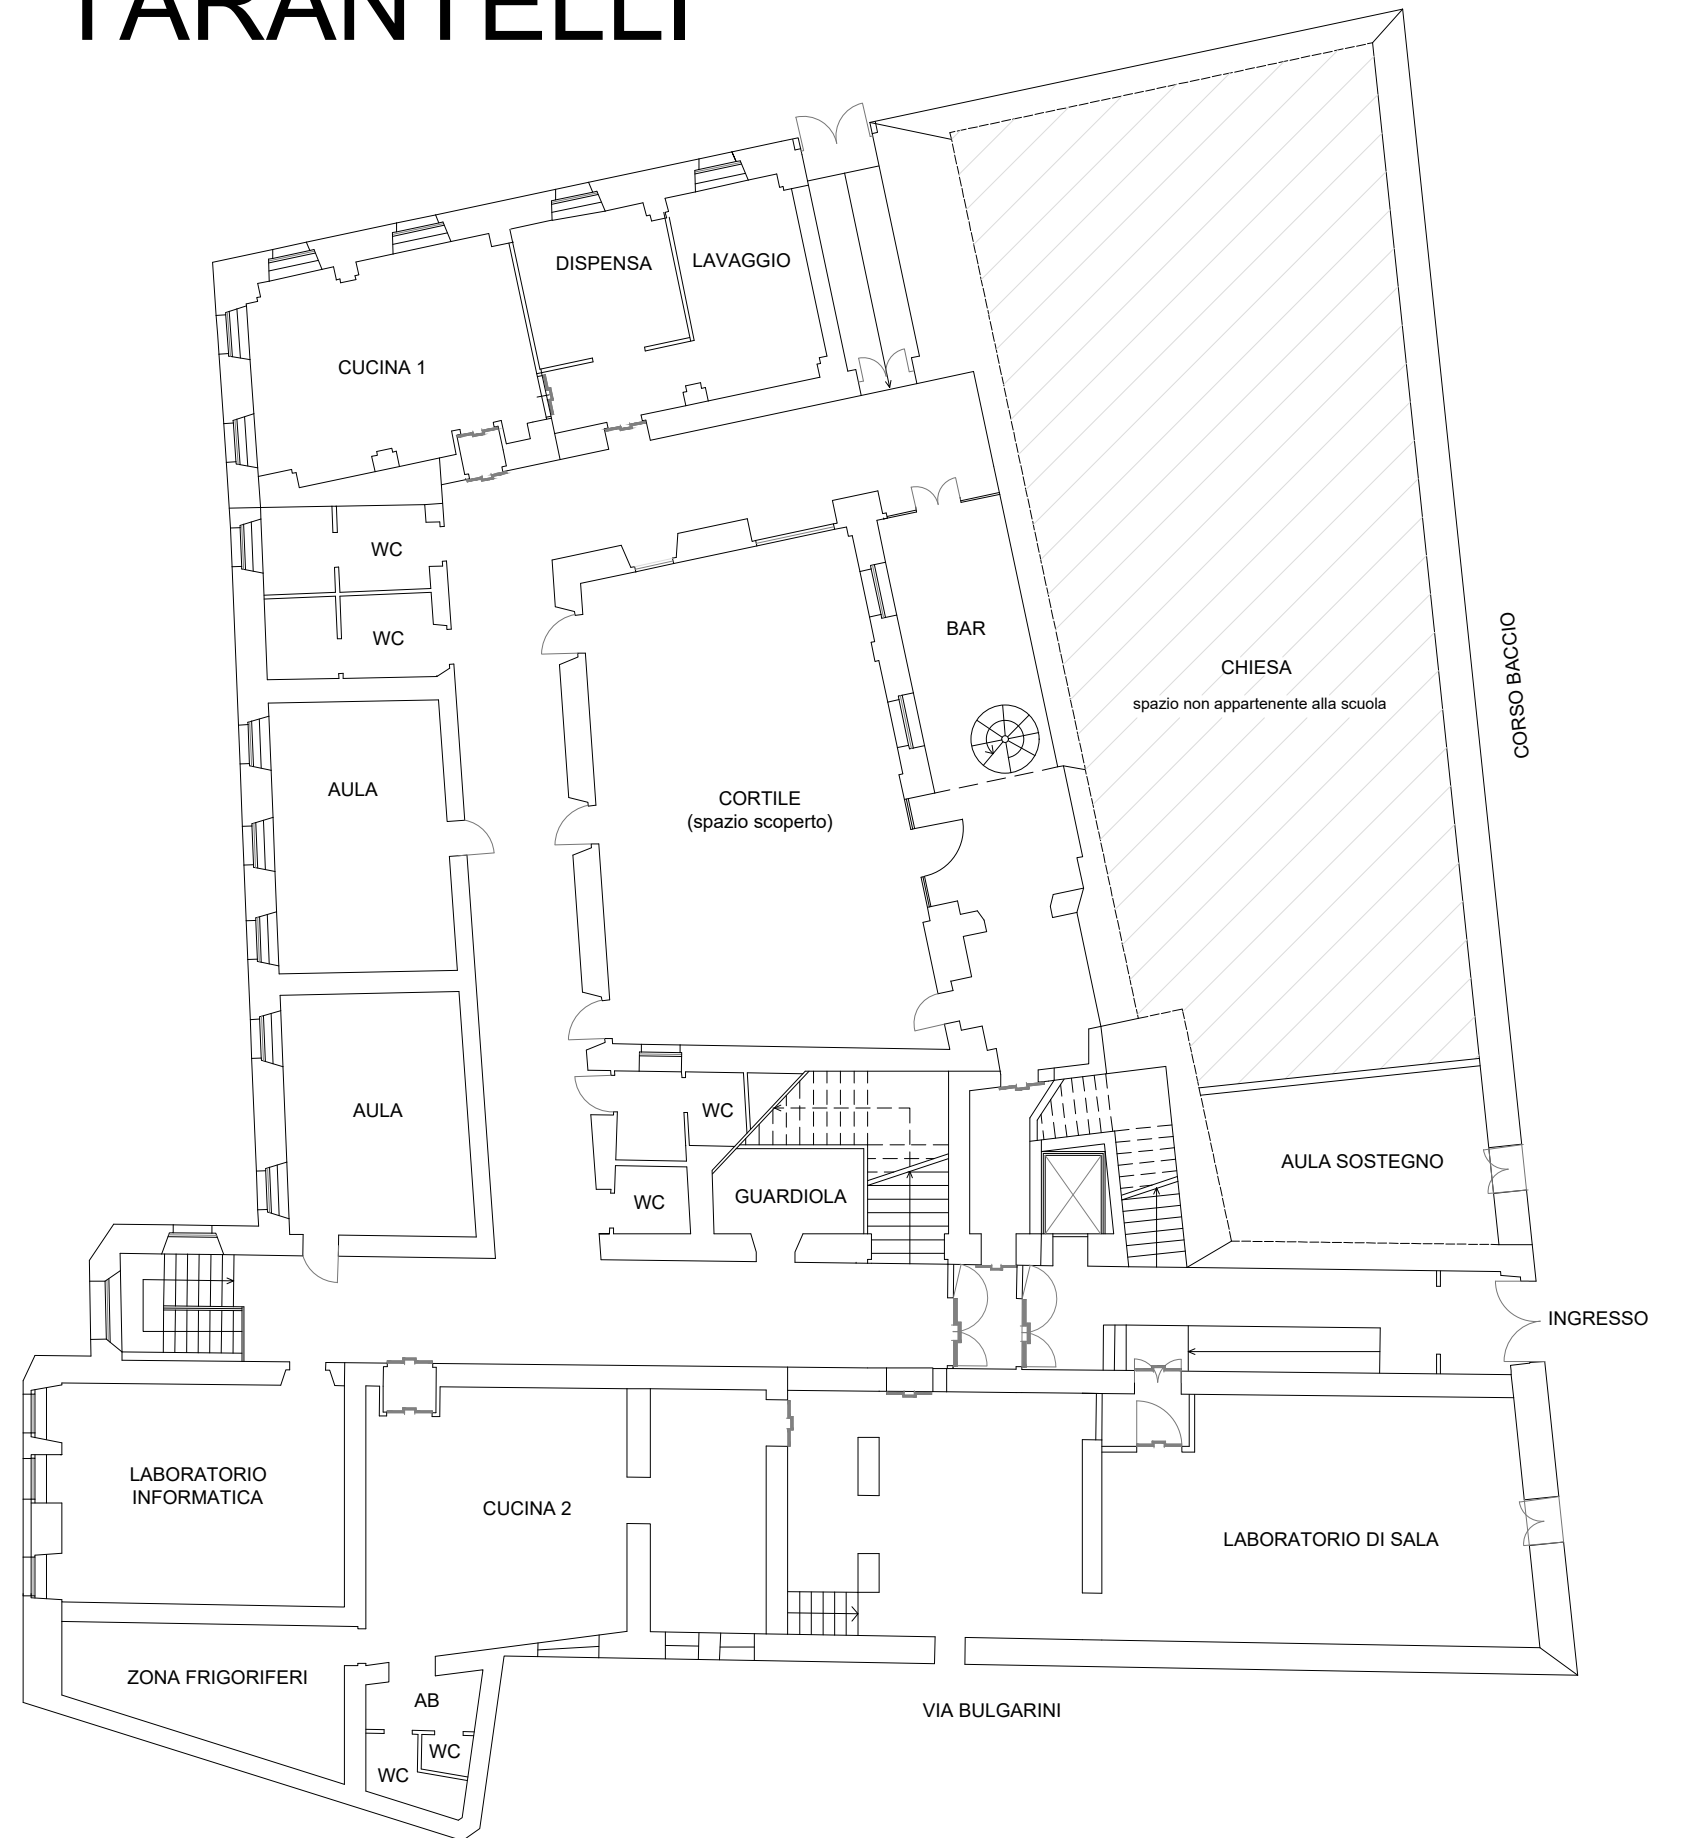 TARANTELLI
DISPENSA
LAVAGGIO
CUCINA 1
WC
WC
BAR
CHIESA
spazio non appartenente alla scuola
CORSO BACCIO
AULA
CORTILE
(spazio scoperto)
AULA
WC
WC
GUARDIOLA
AULA SOSTEGNO
INGRESSO
LABORATORIO
INFORMATICA
CUCINA 2
LABORATORIO DI SALA
ZONA FRIGORIFERI
AB
WC
WC
VIA BULGARINI